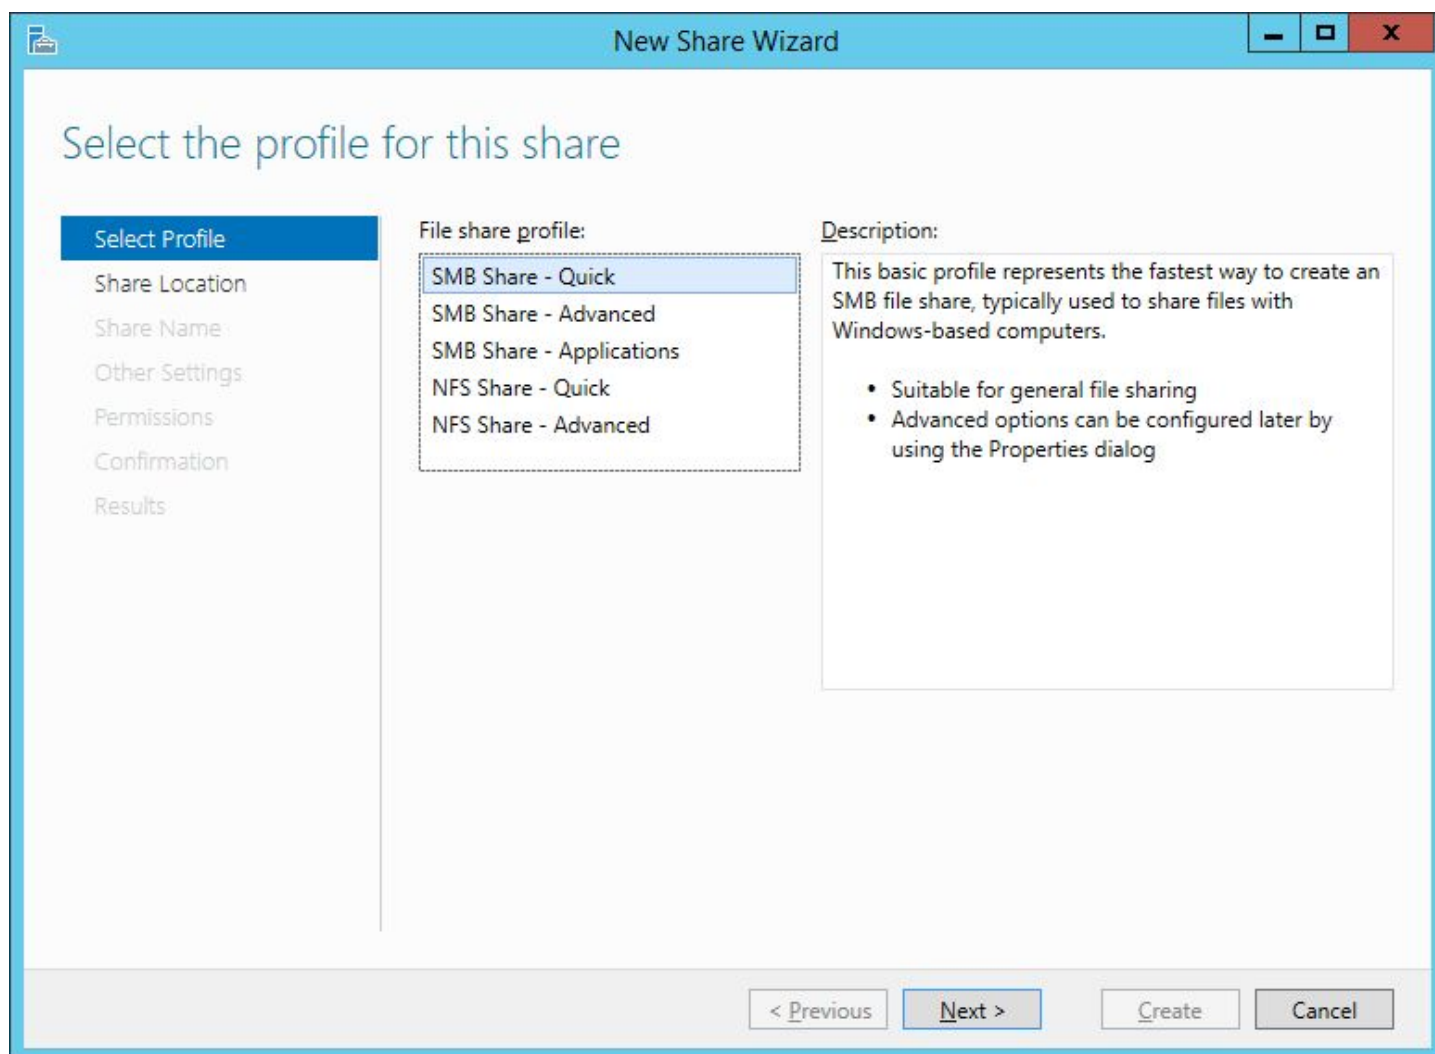 New Share Wizard
Select the profile for this share
Select Profile
Share Location
Share Name
Other Settings
Permissions
Confirmation
Results
File share profile:
SMB Share - Quick
SMB Share - Advanced
SMB Share - Applications
NFS Share - Quick
NFS Share - Advanced
Description:
This basic profile represents the fastest way to create an
SMB file share, typically used to share files with
Windows-based computers.
• Suitable for general file sharing
• Advanced options can be configured later by
using the Properties dialog
< Previous
Next >
Create
Cancel